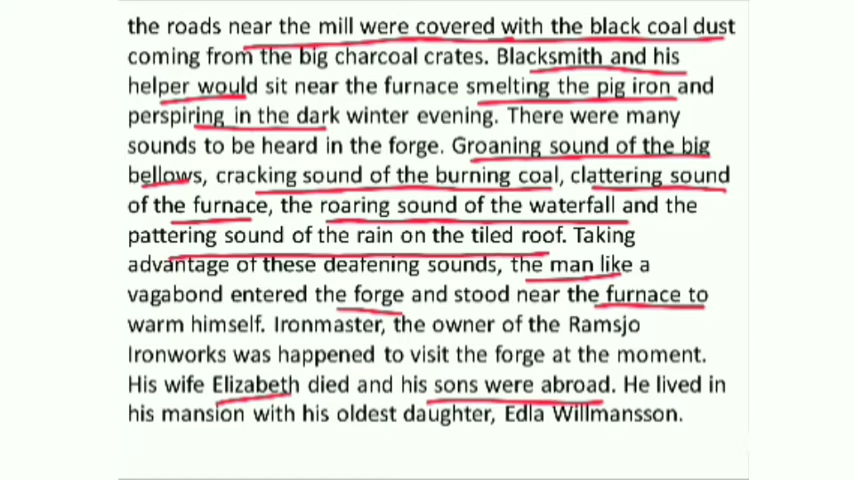 the roads near the mill were covered with the black coal dust
coming from the big charcoal crates. Blacksmith and his
helper would sit near the furnace smelting the pig iron and
perspiring in the dark winter evening. There were many
sounds to be heard in the forge. Groaning sound of the big
bellows, cracking sound of the burning coal, clattering sound
of the furnace, the roaring sound of the waterfall and the
pattering sound of the rain on the tiled roof. Taking
advantage of these deafening sounds, the man like a
vagabond entered the forge and stood near the furnace to
warm himself. Ironmaster, the owner of the Ramsjo
Ironworks was happened to visit the forge at the moment.
His wife Elizabeth died and his sons were abroad. He lived in
his mansion with his oldest daughter, Edla Willmansson.